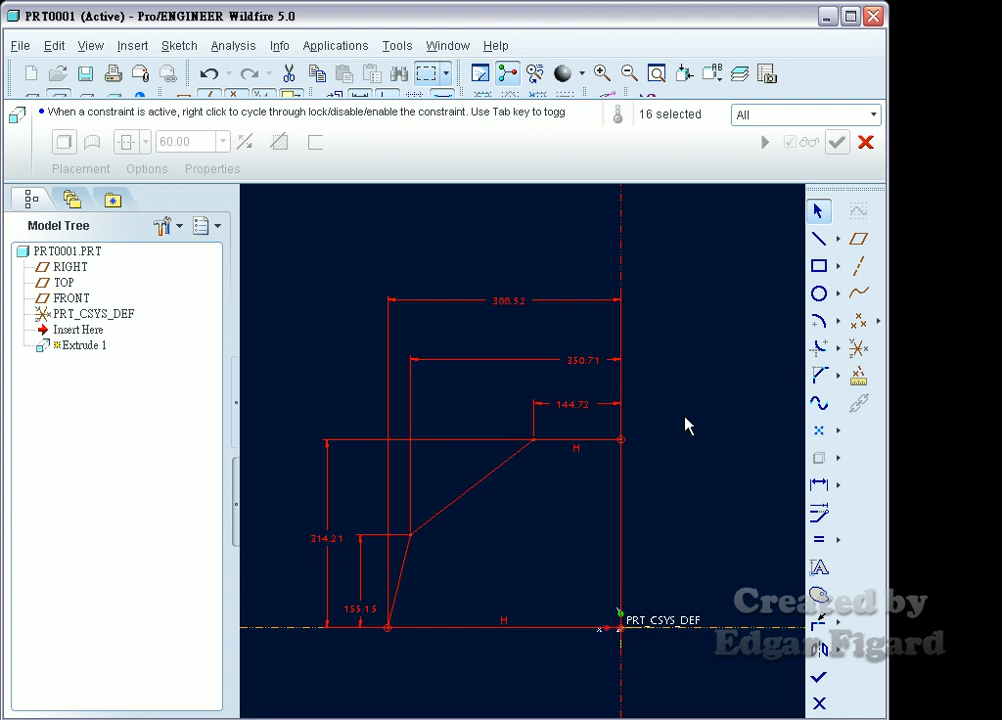 PRT0001 (Active) - Pro/ENGINEER Wildfire 5.0
File Edit View Insert Sketch Analysis Info Applications Tools Window Help
When a constraint is active, right click to cycle through lock/disable/enable the constraint. Use Tab key to togg
16 selected
All
60.00
Placement Options Properties
Model Tree
PRT0001.PRT
RIGHT
TOP
FRONT
PRT_CSYS_DEF
Insert Here
Extrude 1
350.71
144.72
H
314.21
155.15
H
PRT_CSYS_DEF
X
Created by
Edgar Figard